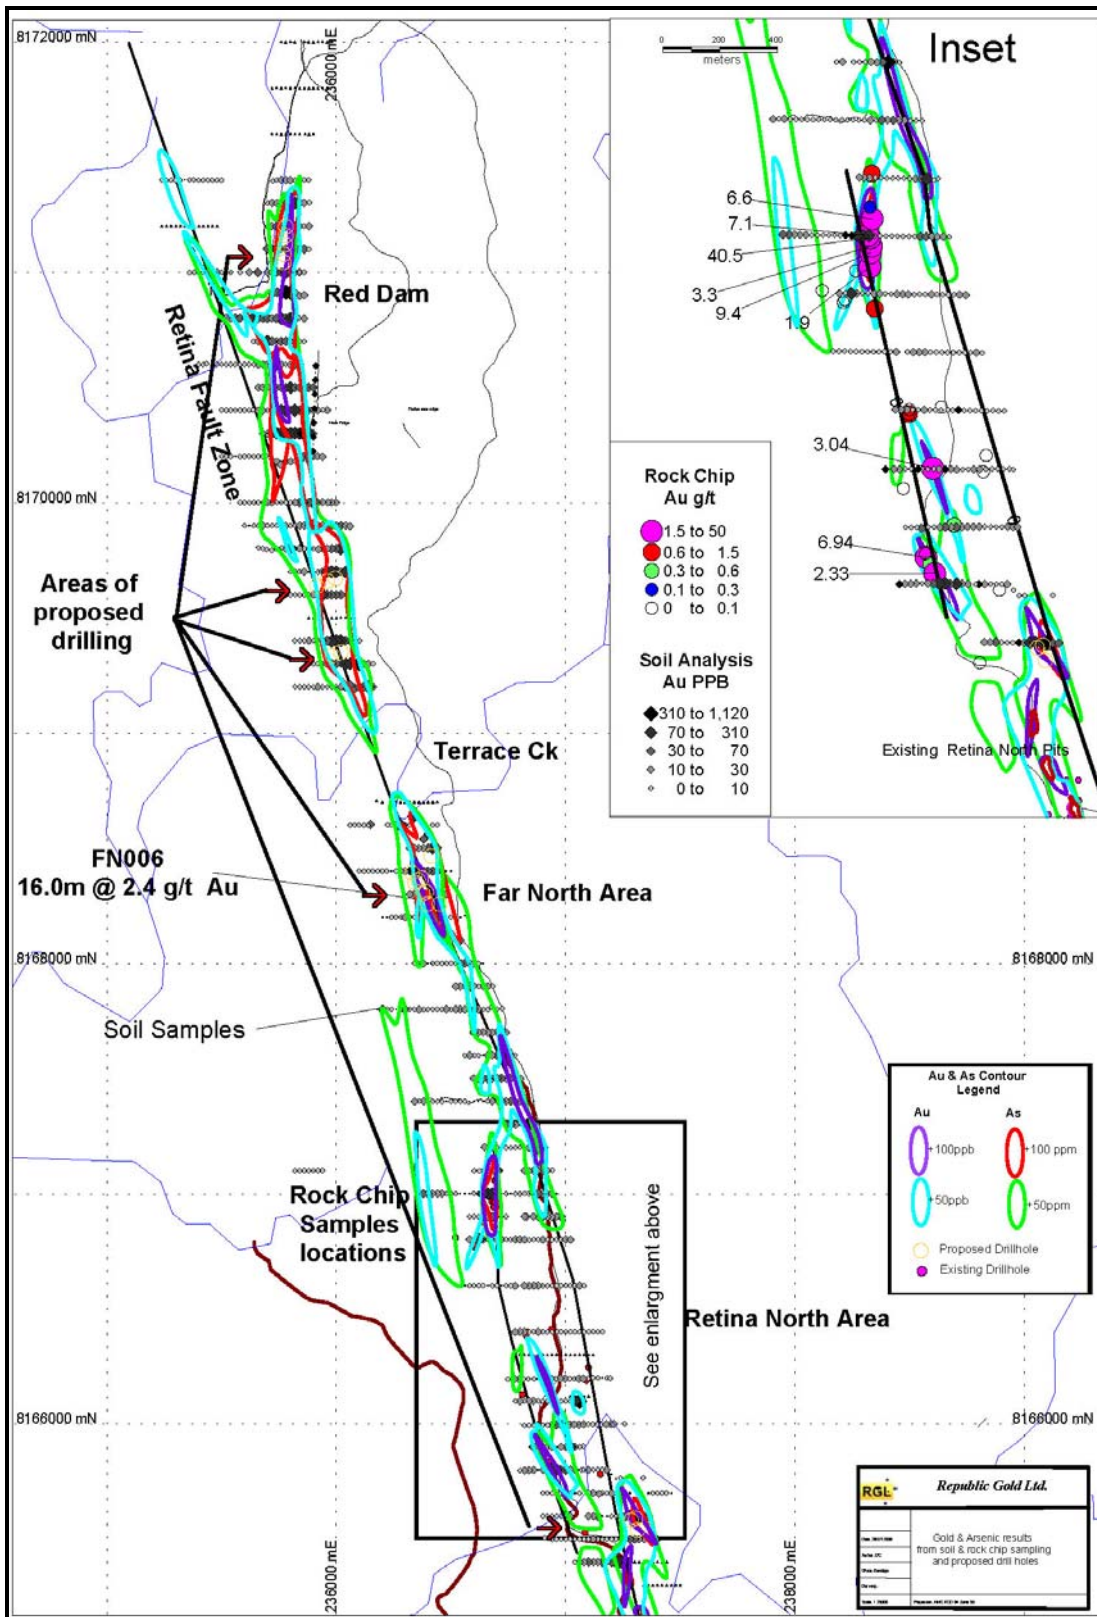 8172000 mN
236000 mE
Inset
0 200 400
meters
6.6
7.1
40.5
3.3
9.4
1.9
3.04
6.94
2.33
Existing Retina North Pits
Rock Chip
Au g/t
1.5 to 50
0.6 to 1.5
0.3 to 0.6
0.1 to 0.3
0 to 0.1
Soil Analysis
Au PPB
310 to 1,120
70 to 310
30 to 70
10 to 30
0 to 10
Red Dam
Retina Fault Zone
8170000 mN
Areas of
proposed
drilling
Terrace Ck
FN006
16.0m @ 2.4 g/t Au
Far North Area
8168000 mN
8168000 mN
Soil Samples
Au & As Contour
Legend
Au As
+100ppb +100 ppm
+50ppb +50ppm
Proposed Drillhole
Existing Drillhole
Rock Chip
Samples
locations
See enlargment above
Retina North Area
8166000 mN
8166000 mN
236000 mE
238000 mE
RGL
Republic Gold Ltd.
Gold & Arsenic results
from soil & rock chip sampling
and proposed drill holes